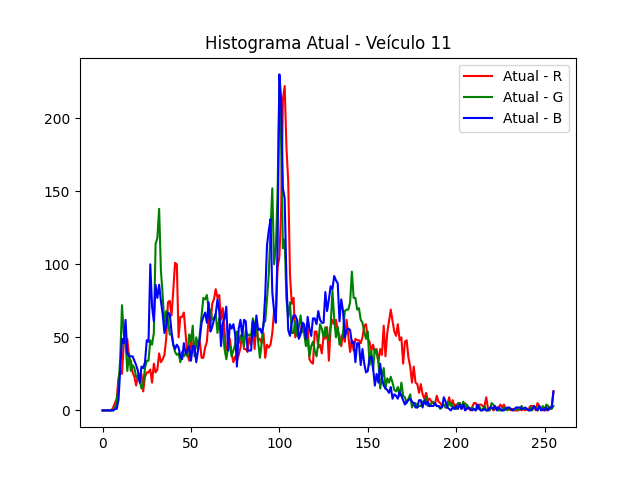 Histograma Atual - Veículo 11
Atual - R
Atual - G
Atual - B
200
150
100
50
0
0 50 100 150 200 250